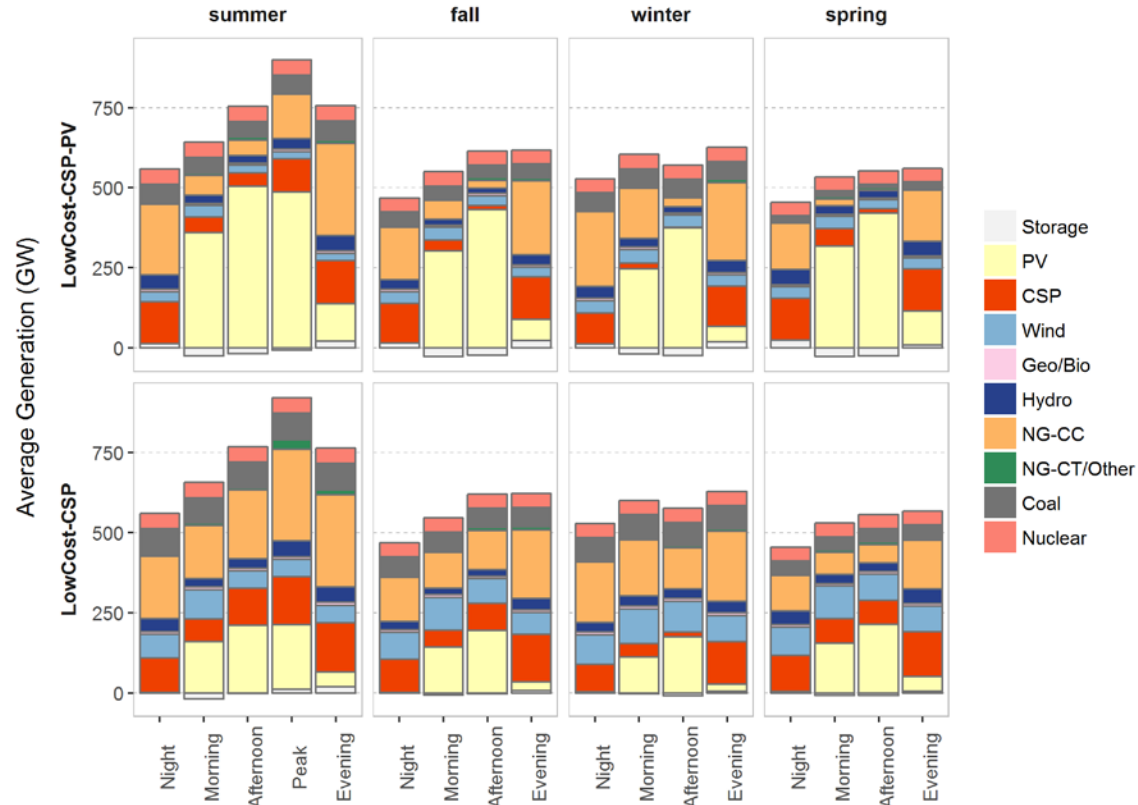 summer fall winter spring
Average Generation (GW)
LowCost-CSP-PV
750
500
250
0
LowCost-CSP
750
500
250
0
Night Morning Afternoon Peak Evening Night Morning Afternoon Evening Night Morning Afternoon Evening Night Morning Afternoon Evening
Storage
PV
CSP
Wind
Geo/Bio
Hydro
NG-CC
NG-CT/Other
Coal
Nuclear